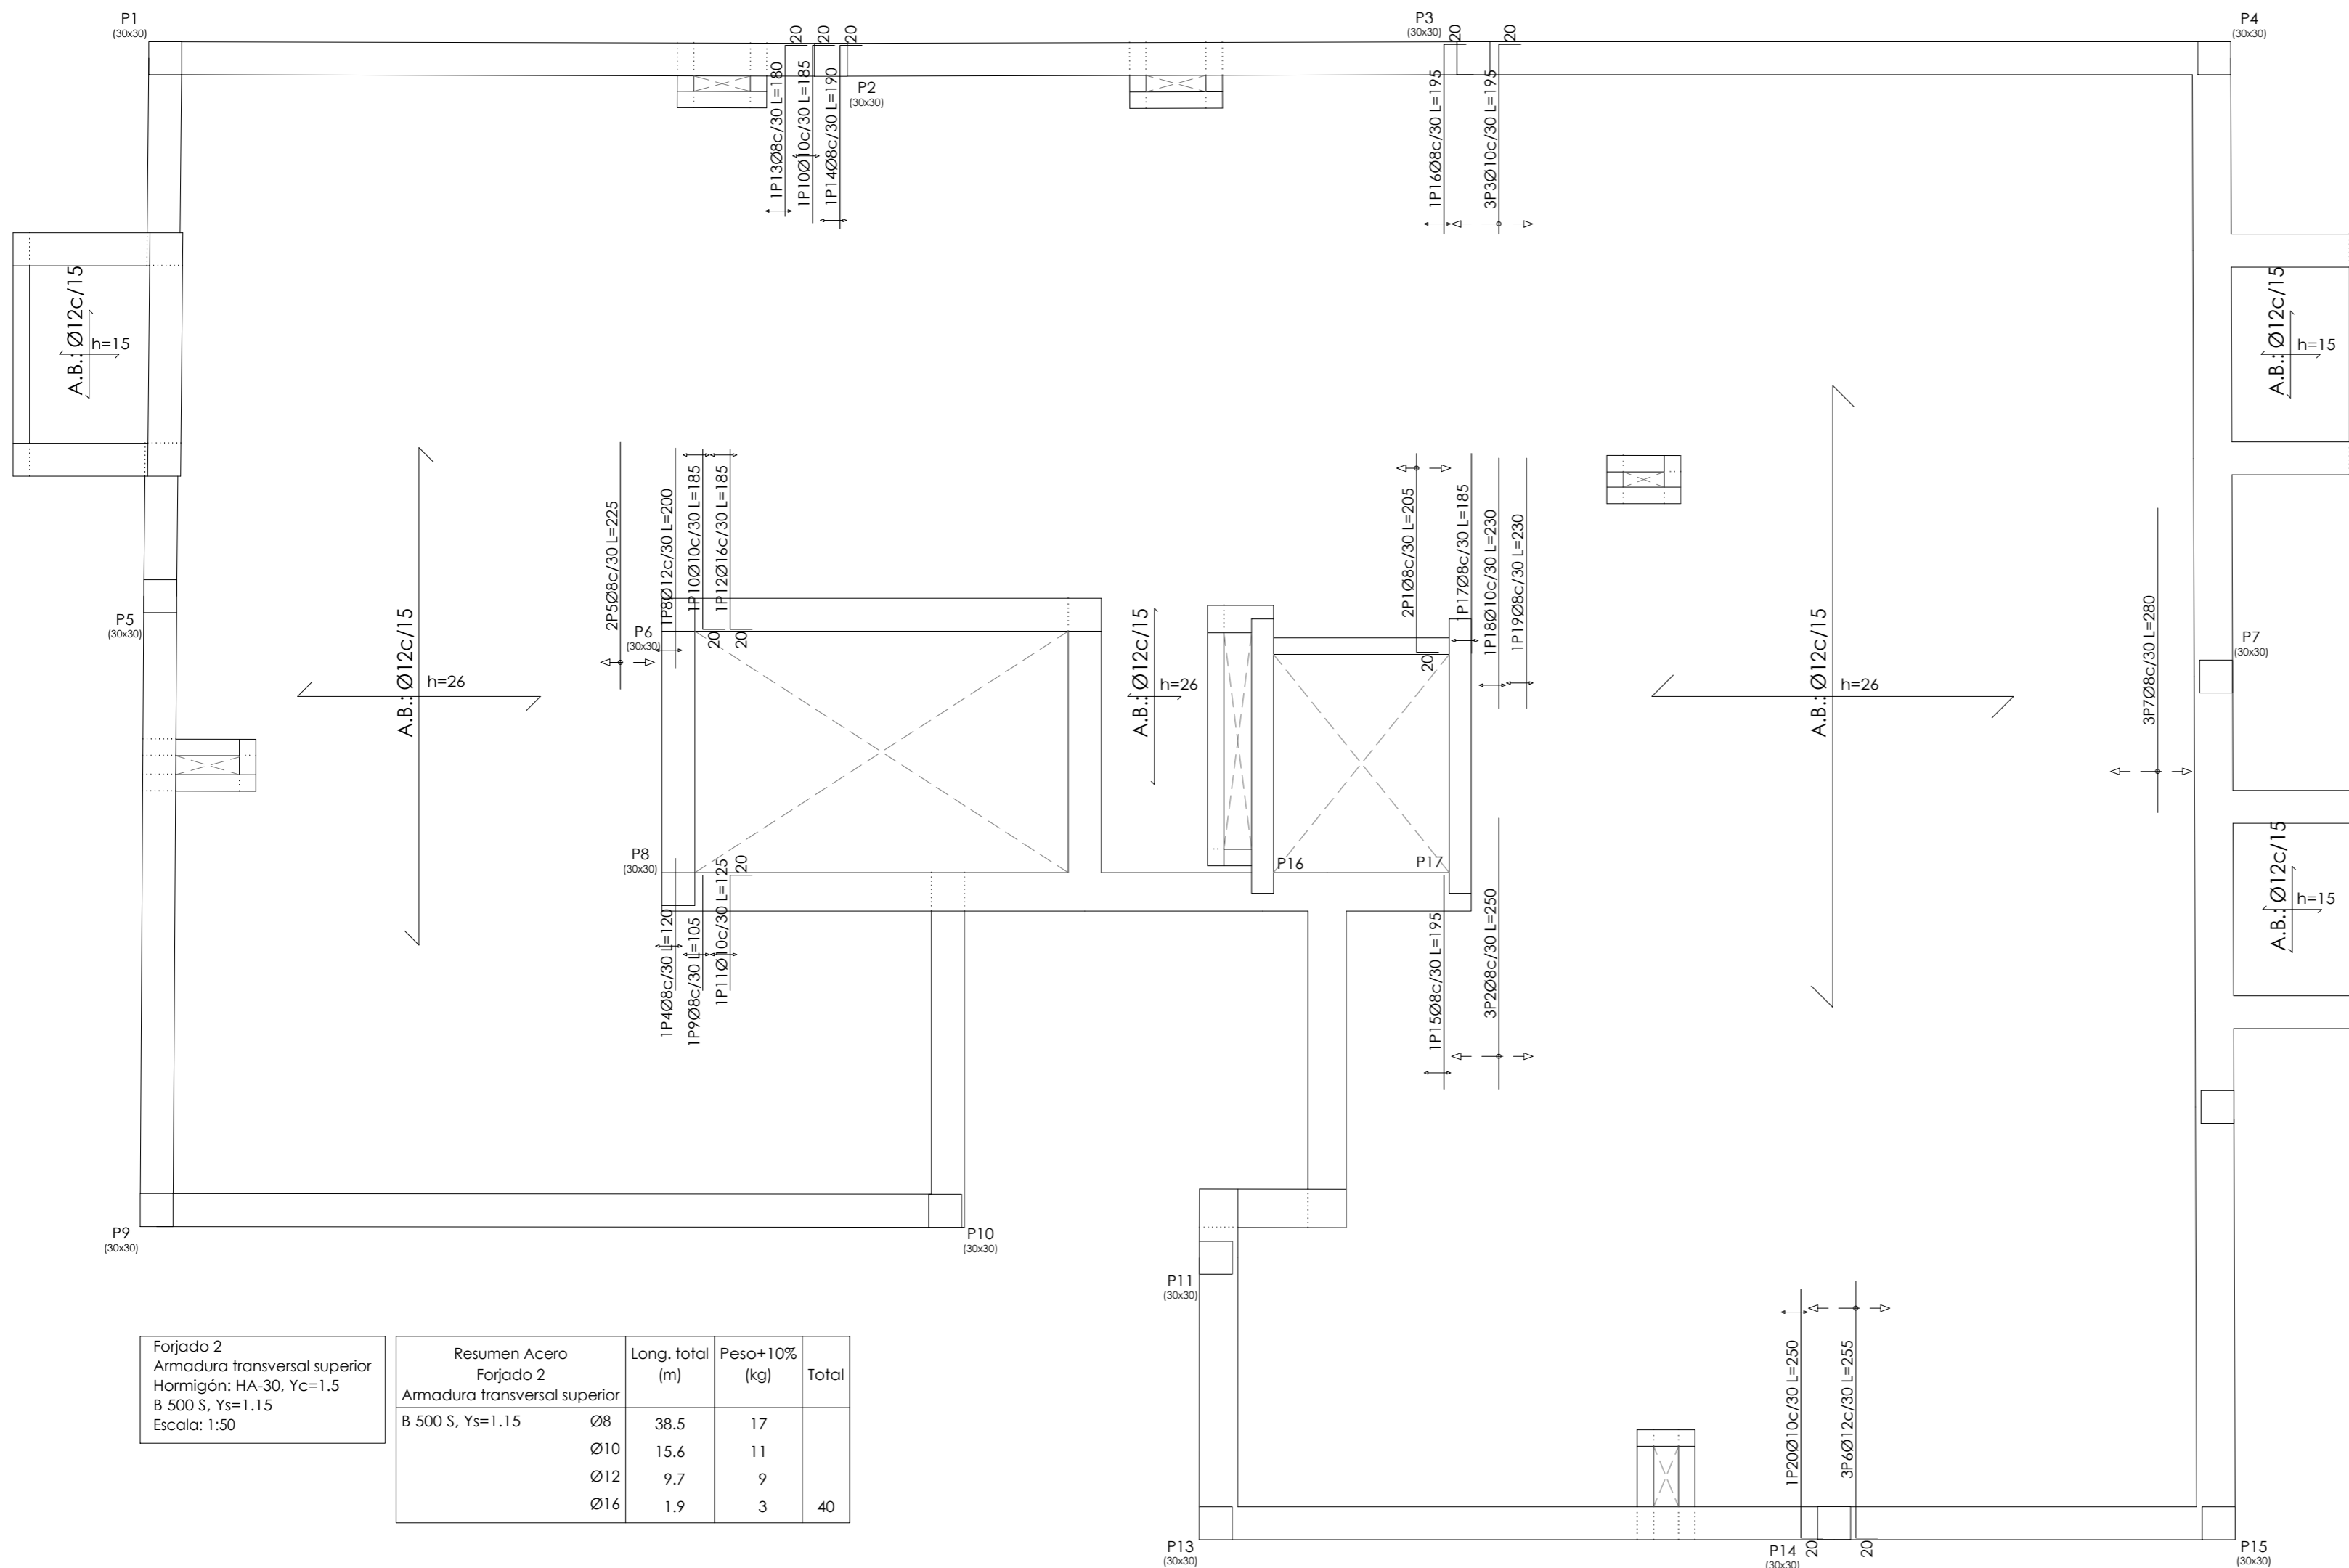 P1
(30x30)
P3
(30x30)
P4
(30x30)
20
20
20
20
20
P2
(30x30)
1P13Ø8c/30 L=180
1P10Ø10c/30 L=185
1P14Ø8c/30 L=190
1P16Ø8c/30 L=195
3P3Ø10c/30 L=195
A.B.: Ø12c/15
h=15
A.B.: Ø12c/15
h=15
2P5Ø8c/30 L=225
1P8Ø12c/30 L=200
1P10Ø10c/30 L=185
1P12Ø16c/30 L=185
2P1Ø8c/30 L=205
1P17Ø8c/30 L=185
1P18Ø10c/30 L=230
1P19Ø8c/30 L=230
3P7Ø8c/30 L=280
P5
(30x30)
P6
(30x30)
20
20
20
P7
(30x30)
A.B.: Ø12c/15
h=26
A.B.: Ø12c/15
h=26
A.B.: Ø12c/15
h=26
P8
(30x30)
20
P16
P17
1P4Ø8c/30 L=120
1P9Ø8c/30 L=105
1P11Ø10c/30 L=125
1P15Ø8c/30 L=195
3P2Ø8c/30 L=250
A.B.: Ø12c/15
h=15
P9
(30x30)
P10
(30x30)
P11
(30x30)
1P20Ø10c/30 L=250
3P6Ø12c/30 L=255
20
20
P13
(30x30)
P14
(30x30)
P15
(30x30)
Forjado 2
Armadura transversal superior
Hormigón: HA-30, Yc=1.5
B 500 S, Ys=1.15
Escala: 1:50
Resumen Acero
Forjado 2
Armadura transversal superior
Long. total
(m)
Peso+10%
(kg)
Total
B 500 S, Ys=1.15 Ø8 38.5 17
Ø10 15.6 11
Ø12 9.7 9
Ø16 1.9 3 40